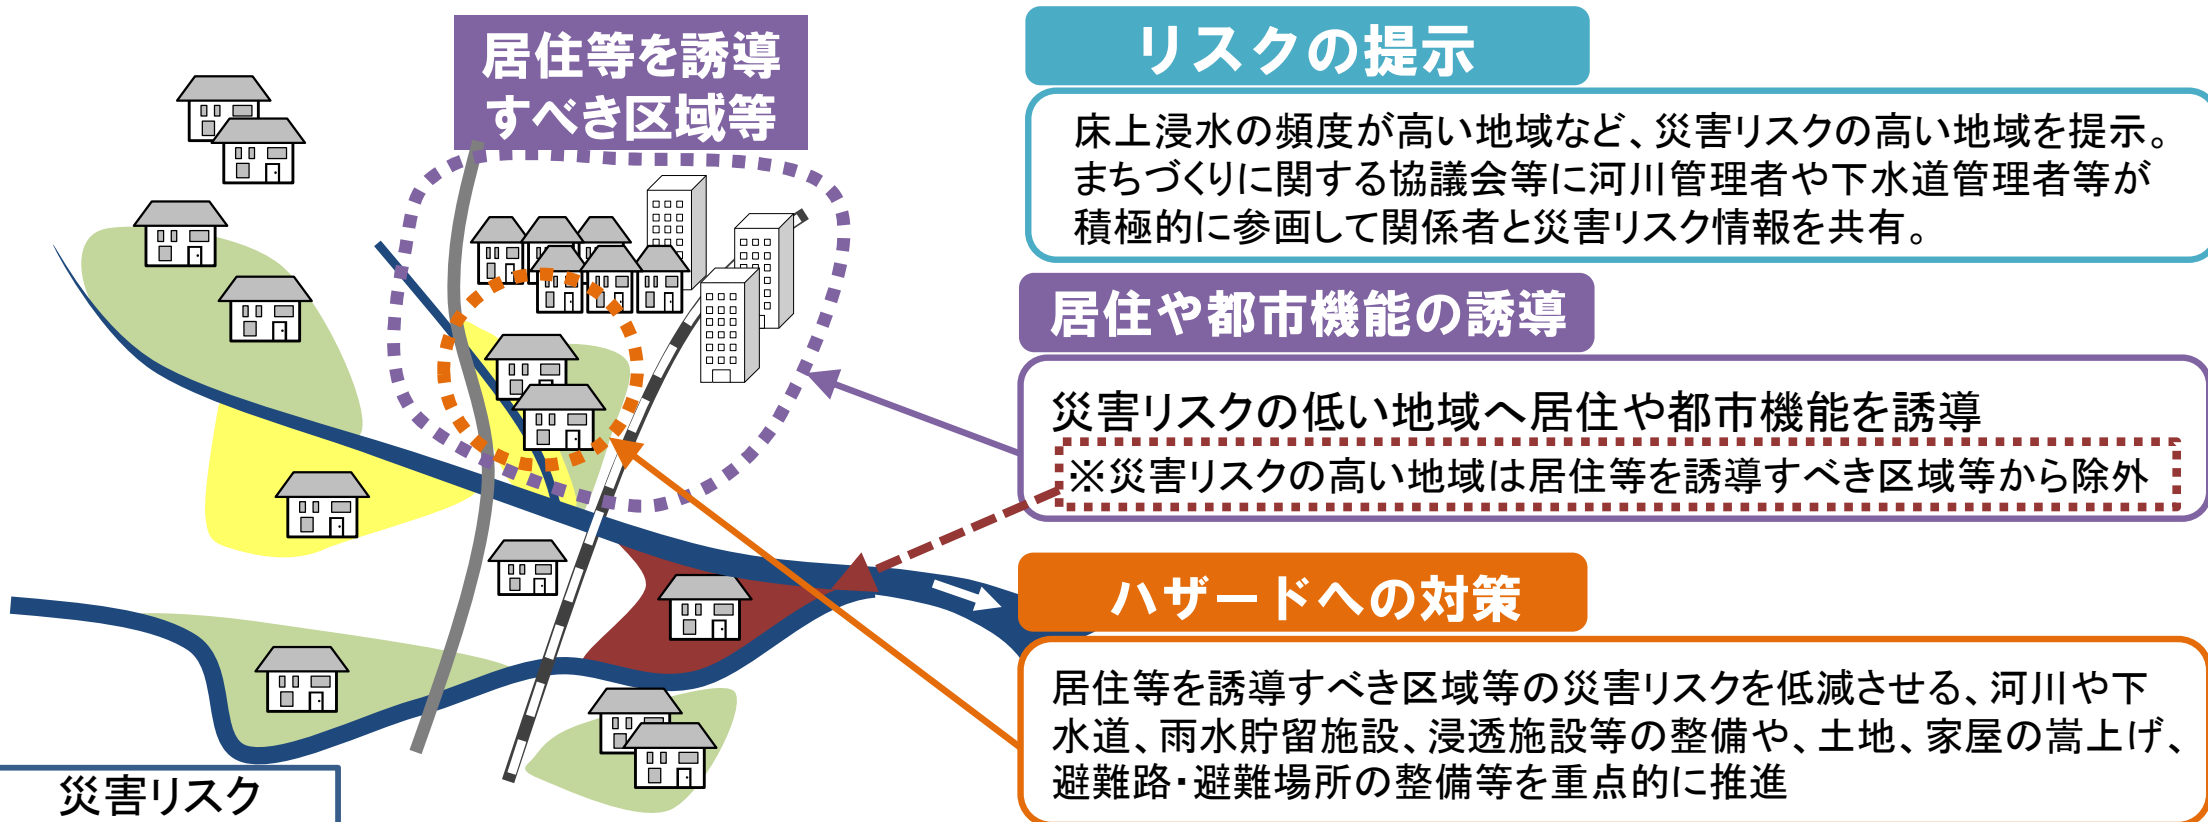 居住等を誘導
すべき区域等
リスクの提示
床上浸水の頻度が高い地域など、災害リスクの高い地域を提示。
まちづくりに関する協議会等に河川管理者や下水道管理者等が
積極的に参画して関係者と災害リスク情報を共有。
居住や都市機能の誘導
災害リスクの低い地域へ居住や都市機能を誘導
※災害リスクの高い地域は居住等を誘導すべき区域等から除外
ハザードへの対策
居住等を誘導すべき区域等の災害リスクを低減させる、河川や下
水道、雨水貯留施設、浸透施設等の整備や、土地、家屋の嵩上げ、
避難路・避難場所の整備等を重点的に推進
災害リスク